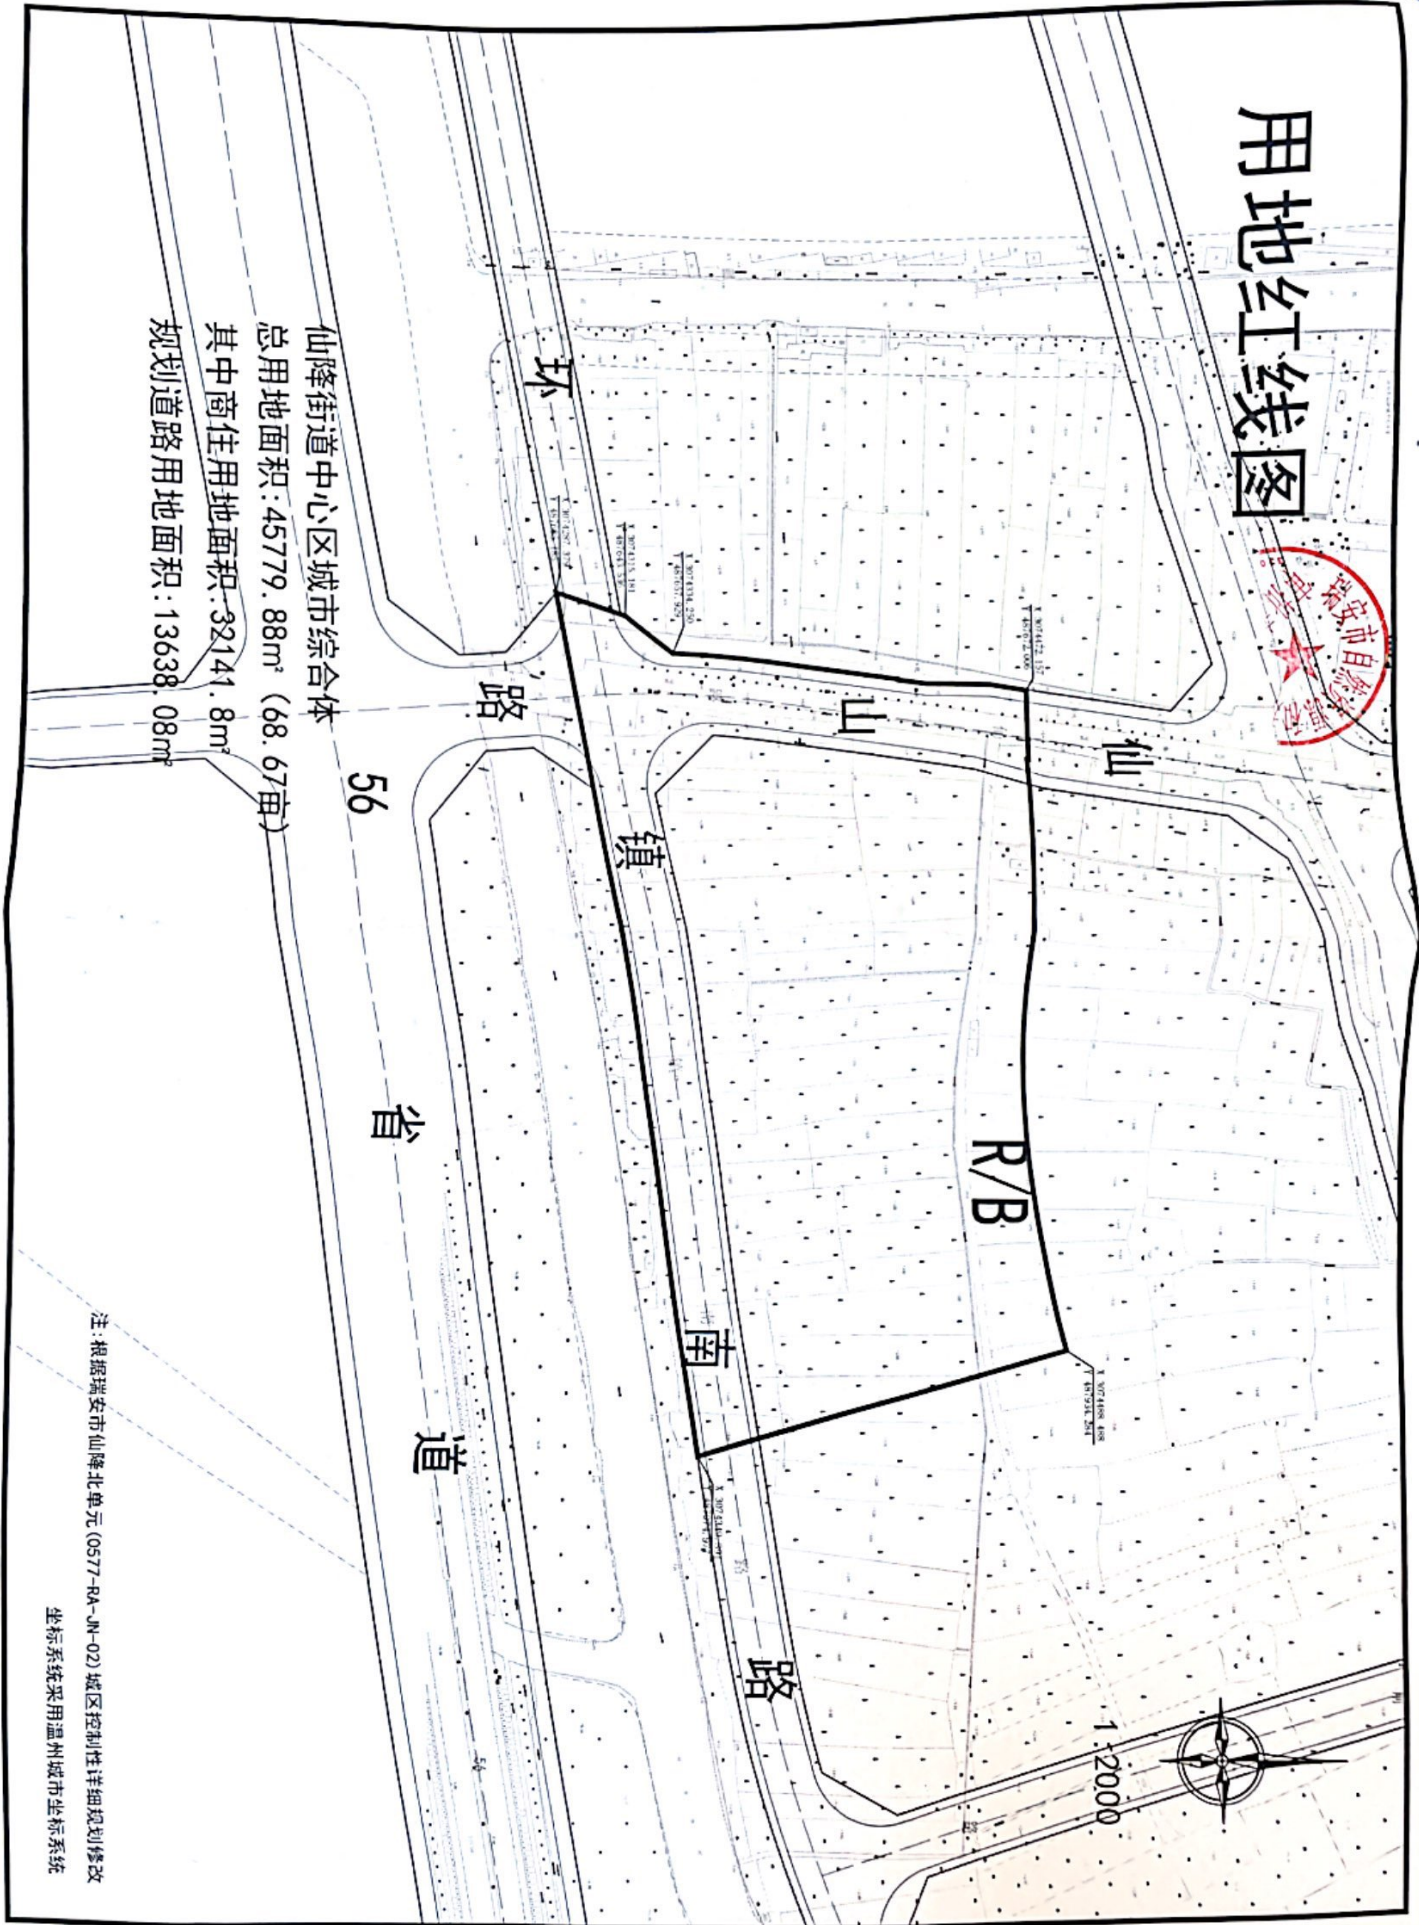 用地红线图
仙
山
路
R/B
环
镇
南
路
56
省
道
1:2000
仙降街道中心区城市综合体
总用地面积:45779.88㎡（68.67亩）
其中商住用地面积:32141.8㎡
规划道路用地面积:13638.08㎡
注:根据瑞安市仙降北单元(0577-RA-JN-02)城区控制性详细规划修改
坐标系统采用温州城市坐标系统